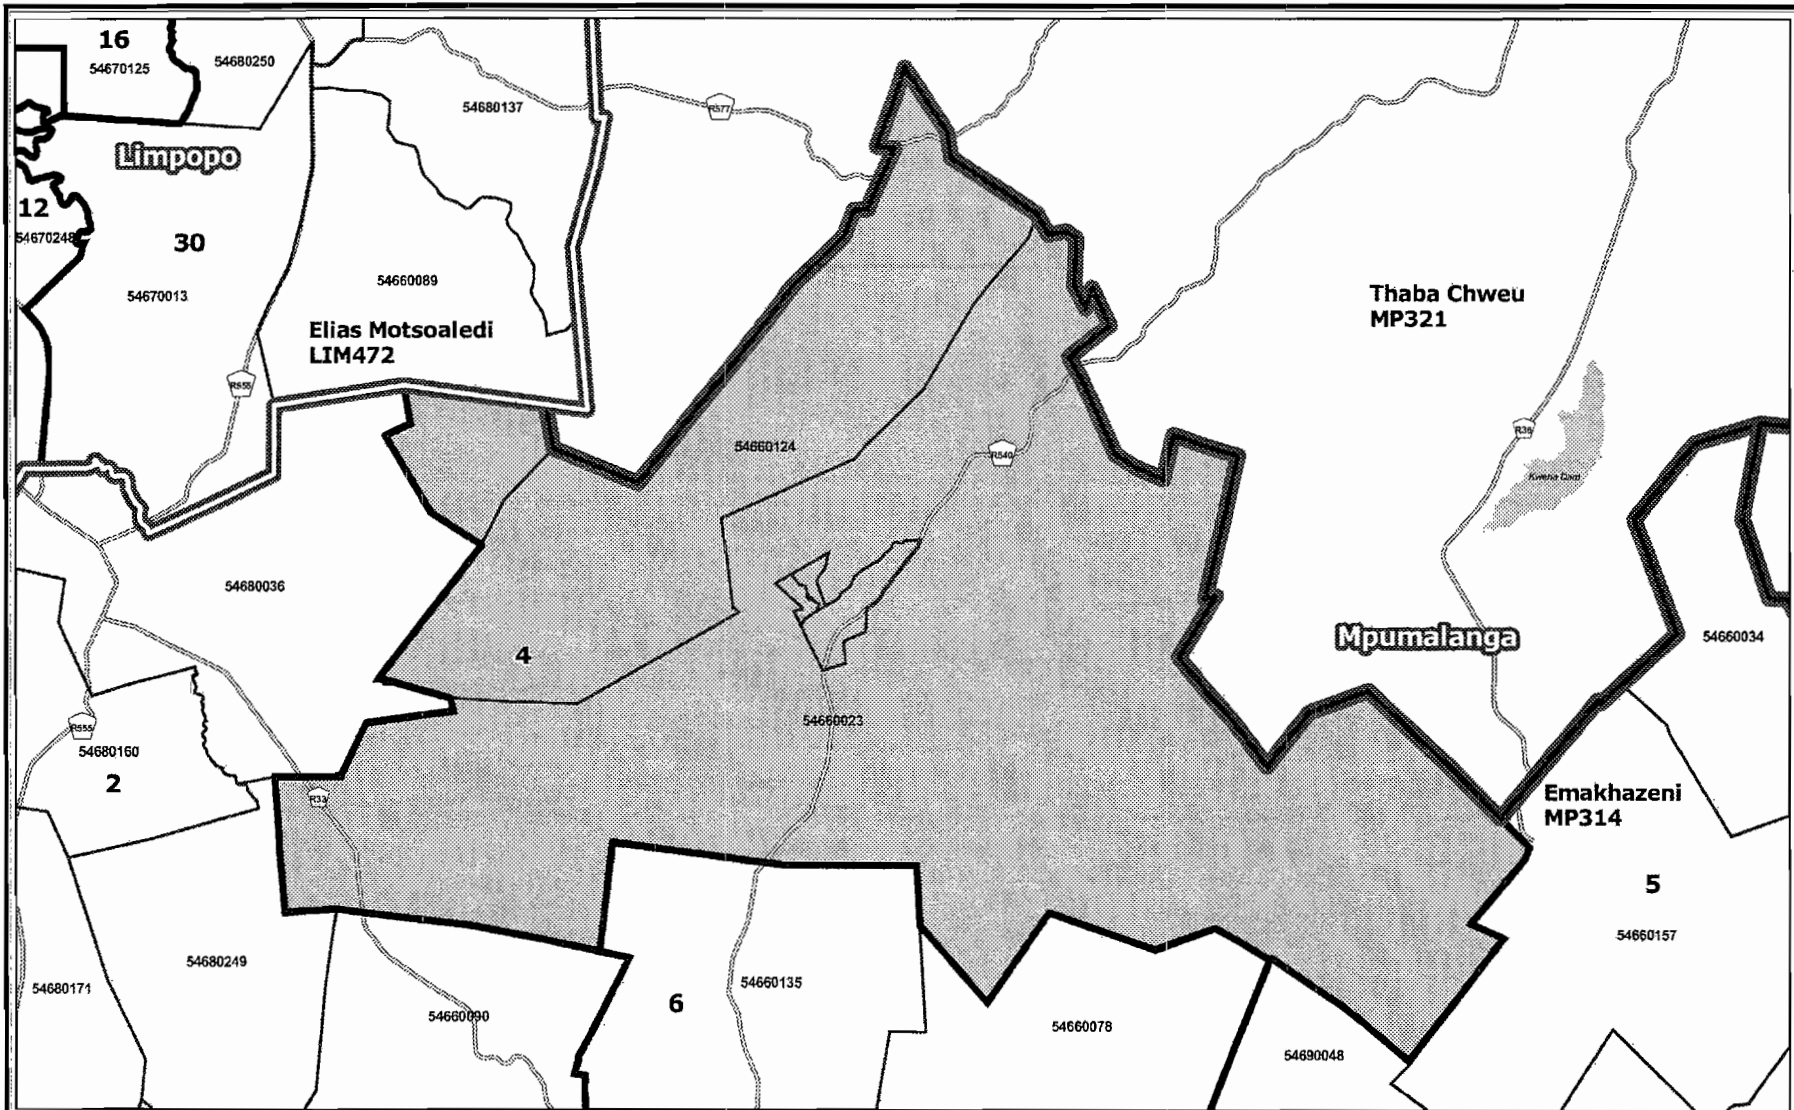 16
54670125
54680250
54680137
R577
Limpopo
12
54670248
30
54670013
54660089
Elias Motsoaledi
LIM472
Thaba Chweu
MP321
R555
54660124
R540
R36
Kwena Dam
54680036
4
Mpumalanga
54660034
54660023
R555
54680160
2
R33
Emakhazeni
MP314
5
54660157
54680249
54680171
54660090
6
54660135
54660078
54690048